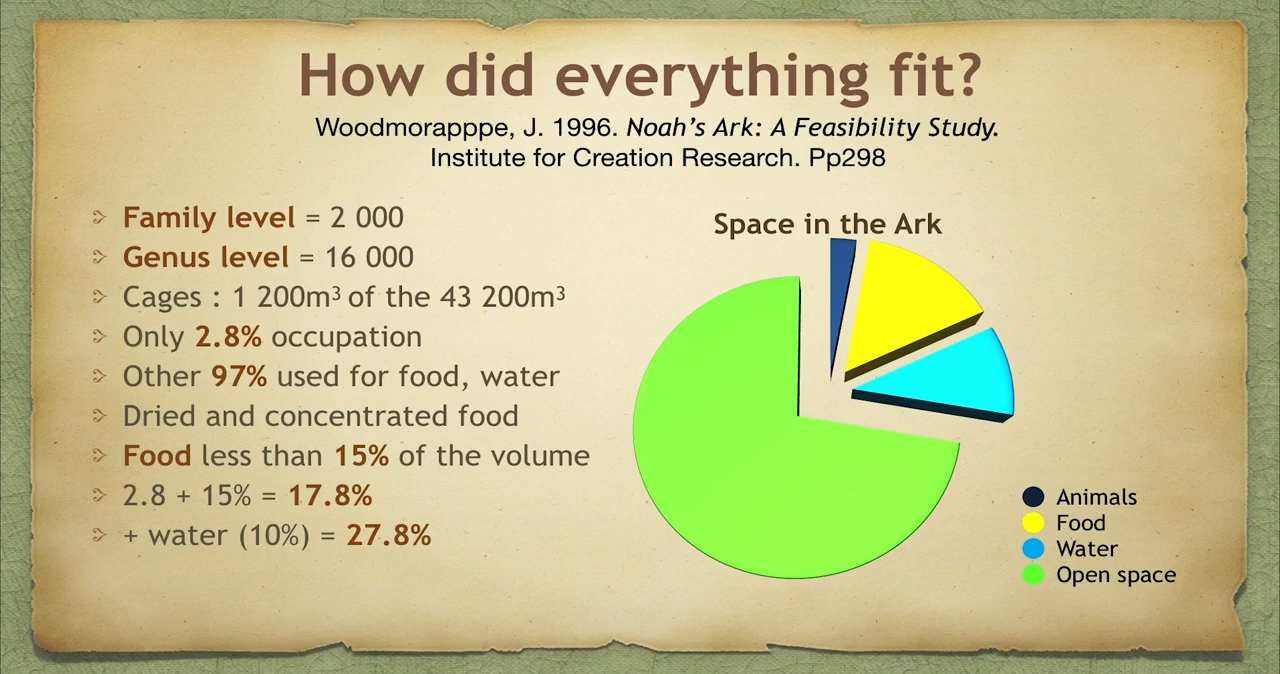 How did everything fit?
Woodmorapppe, J. 1996. Noah's Ark: A Feasibility Study.
Institute for Creation Research. Pp298
Family level = 2 000
Genus level = 16 000
Cages : 1 200m³ of the 43 200m³
Only 2.8% occupation
Other 97% used for food, water
Dried and concentrated food
Food less than 15% of the volume
2.8 + 15% = 17.8%
+ water (10%) = 27.8%
Space in the Ark
Animals
Food
Water
Open space